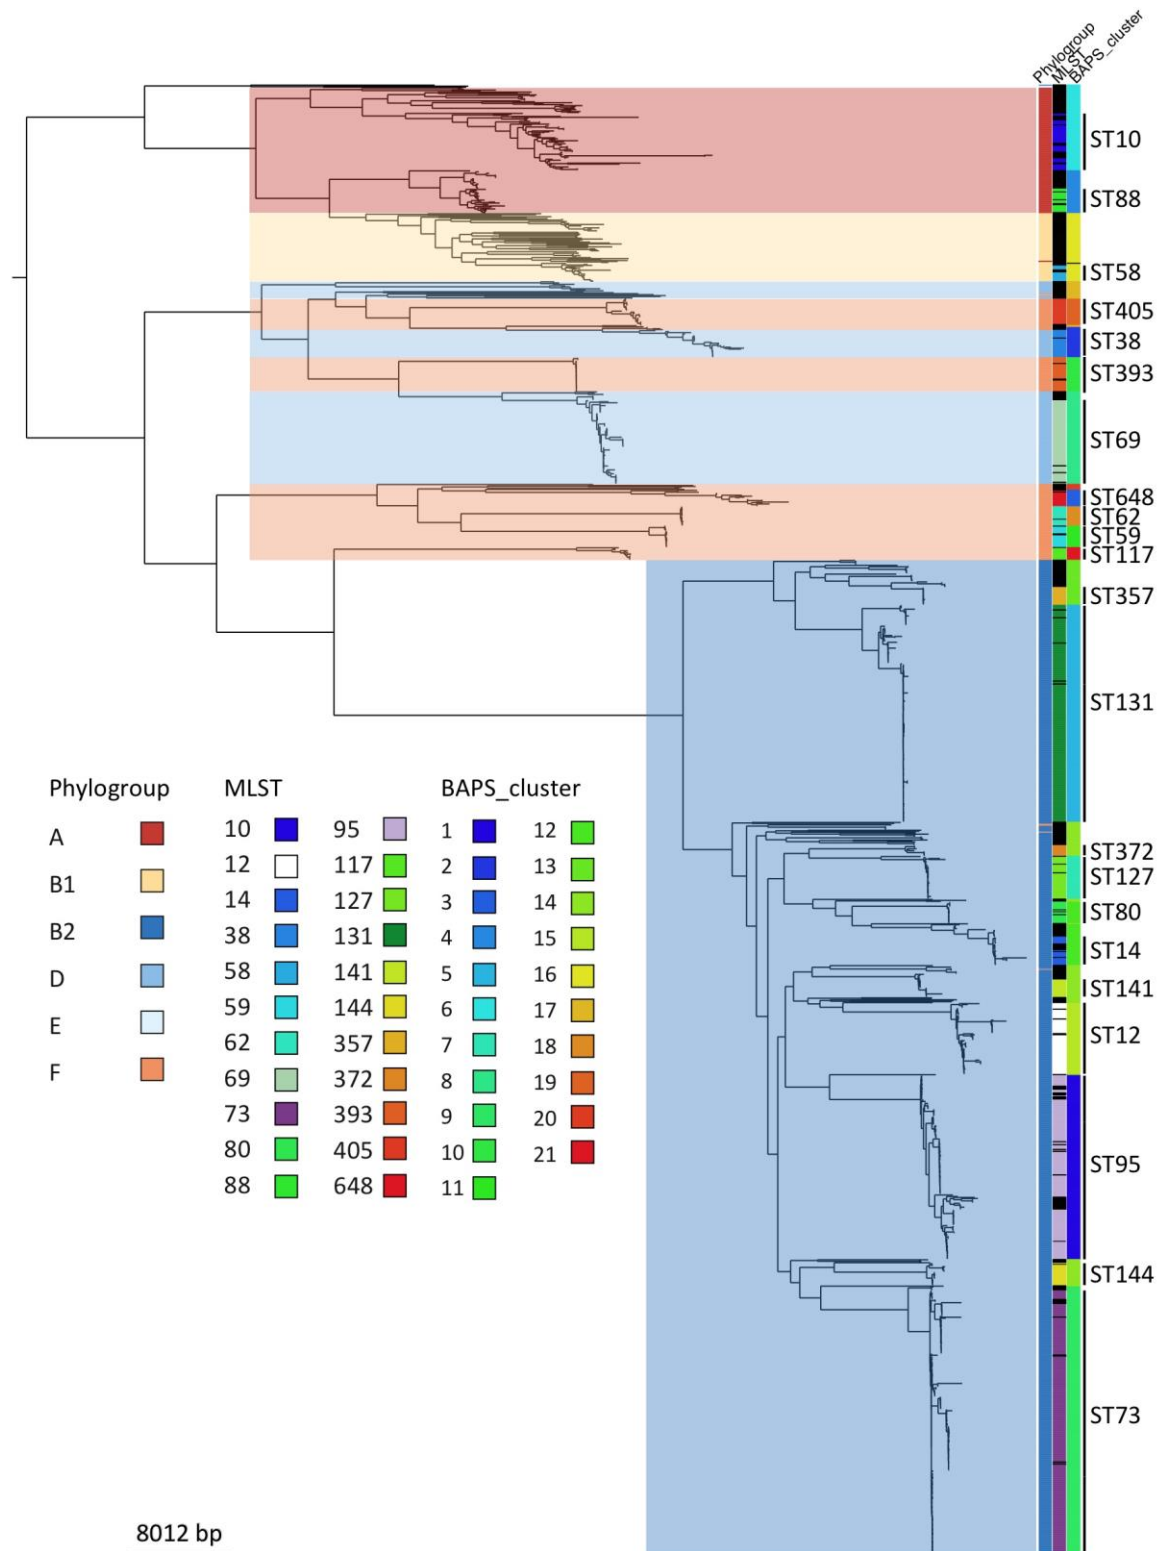 Phylogroup
MLST
BAPS_cluster
ST10
ST88
ST58
ST405
ST38
ST393
ST69
ST648
ST62
ST59
ST117
ST357
ST131
ST372
ST127
ST80
ST14
ST141
ST12
ST95
ST144
ST73
Phylogroup
A
B1
B2
D
E
F
MLST
10
12
14
38
58
59
62
69
73
80
88
95
117
127
131
141
144
357
372
393
405
648
BAPS_cluster
1
2
3
4
5
6
7
8
9
10
11
12
13
14
15
16
17
18
19
20
21
8012 bp